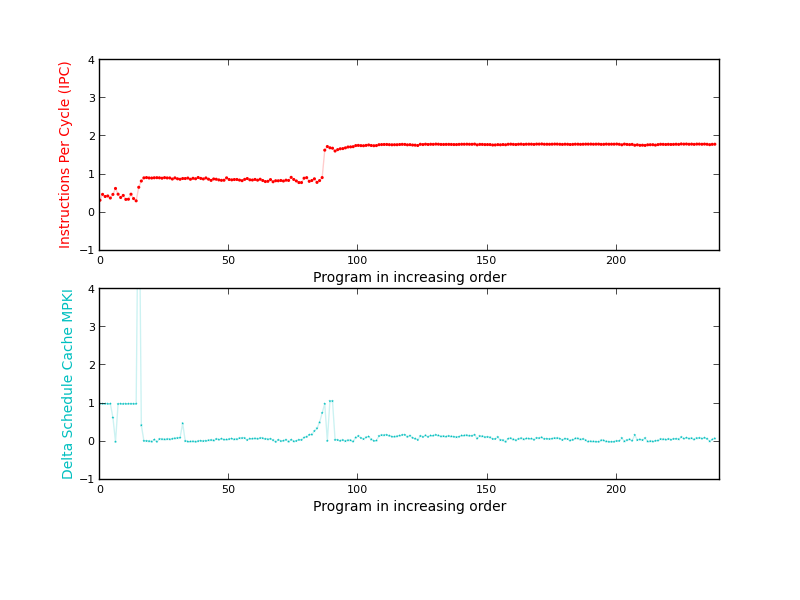 Instructions Per Cycle (IPC)
4
3
2
1
0
−1
0 50 100 150 200
Program in increasing order
Delta Schedule Cache MPKI
4
3
2
1
0
−1
0 50 100 150 200
Program in increasing order